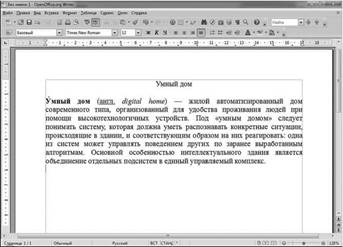 Без имени 1 - OpenOffice.org Writer
Файл Правка Вид Вставка Формат Таблица Сервис Окно Справка
Найти
Базовый Times New Roman 12
Умный дом
Умный дом (англ. digital home) — жилой автоматизированный дом
современного типа, организованный для удобства проживания людей при
помощи высокотехнологичных устройств. Под «умным домом» следует
понимать систему, которая должна уметь распознавать конкретные ситуации,
происходящие в здании, и соответствующим образом на них реагировать: одна
из систем может управлять поведением других по заранее выработанным
алгоритмам. Основной особенностью интеллектуального здания является
объединение отдельных подсистем в единый управляемый комплекс.
Страница 1 / 1 Обычный Русский ВСТ СТАНД * 120%